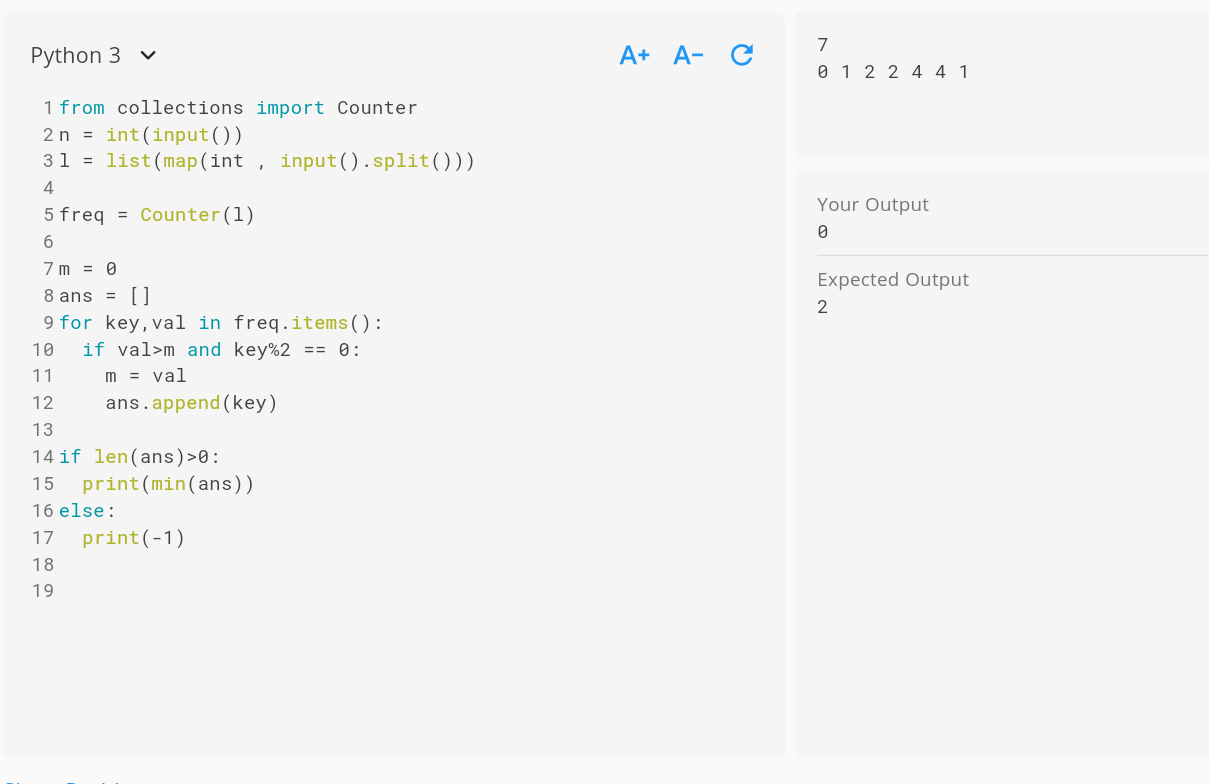 Python 3
A+ A-
1 from collections import Counter
2 n = int(input())
3 l = list(map(int , input().split()))
4
5 freq = Counter(l)
6
7 m = 0
8 ans = []
9 for key,val in freq.items():
10   if val>m and key%2 == 0:
11     m = val
12     ans.append(key)
13
14 if len(ans)>0:
15   print(min(ans))
16 else:
17   print(-1)
18
19
7
0 1 2 2 4 4 1
Your Output
0
Expected Output
2